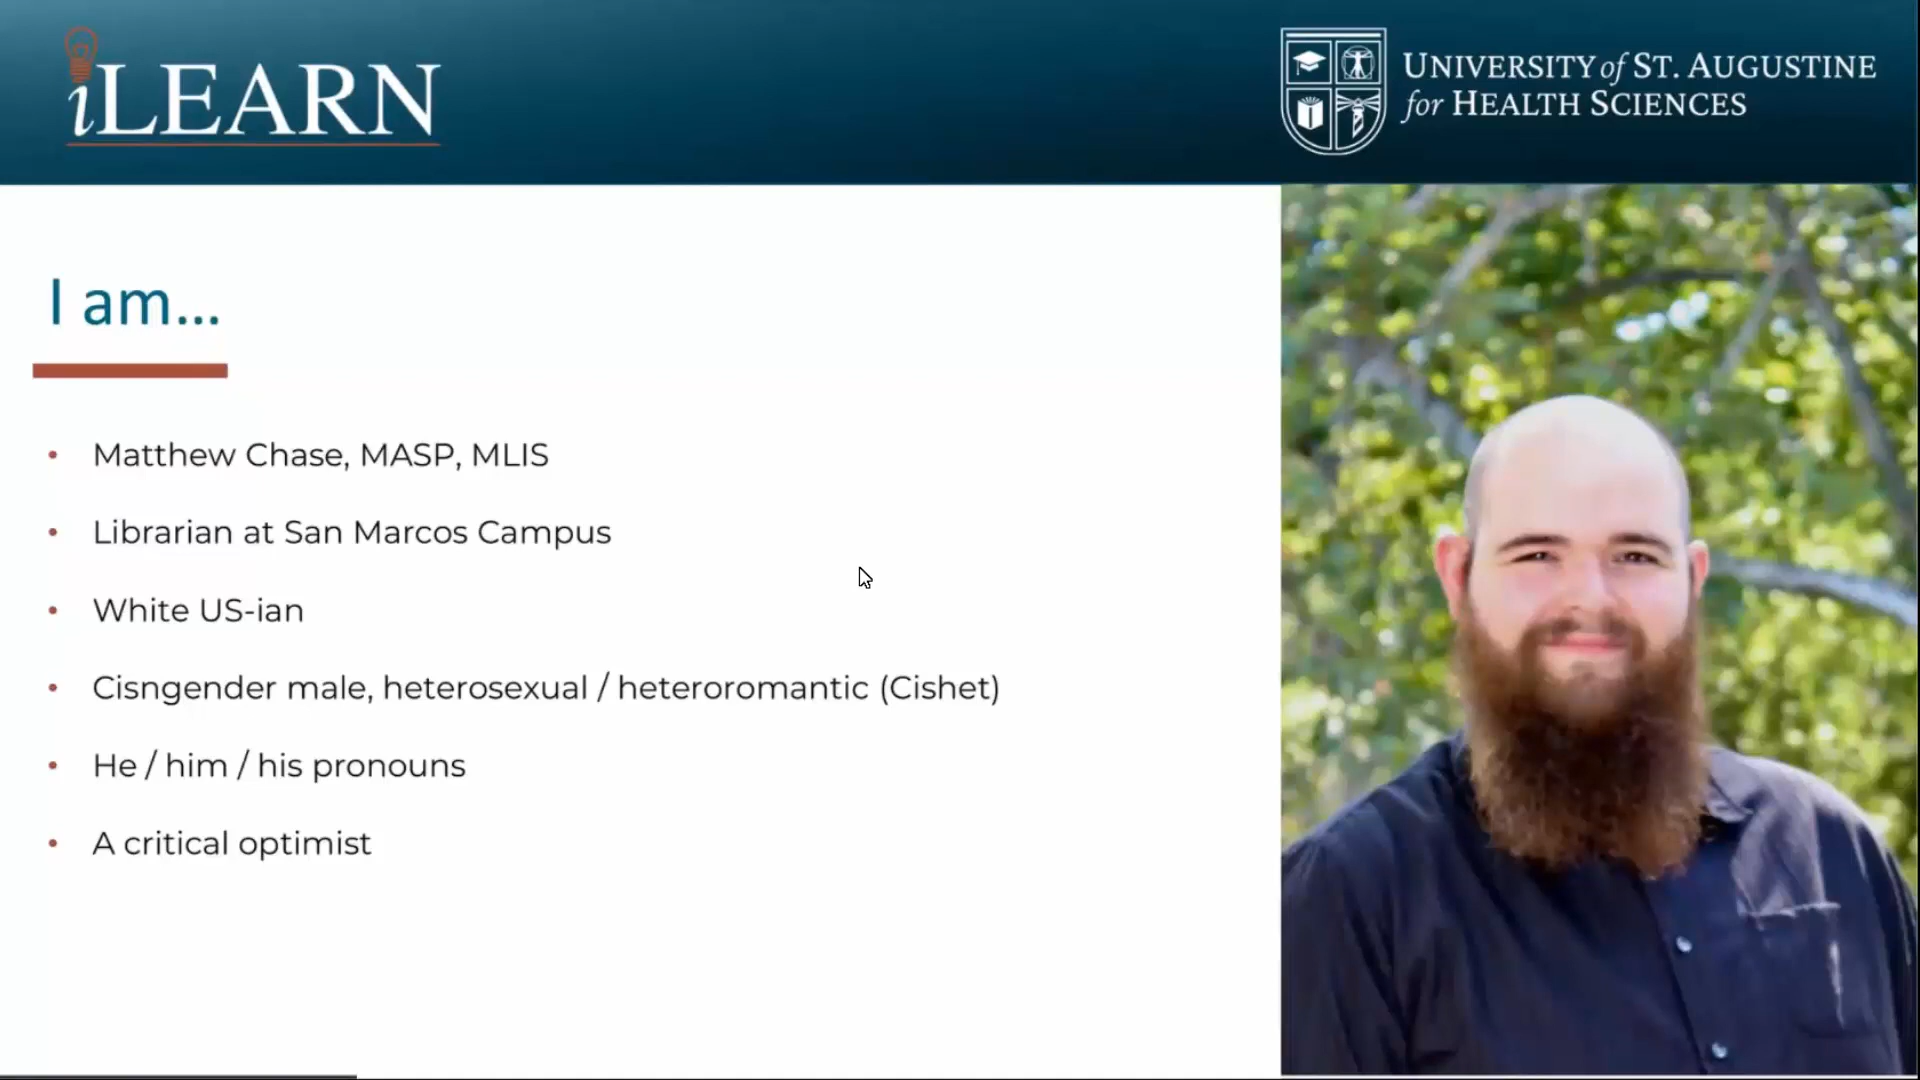 iLEARN
UNIVERSITY of ST. AUGUSTINE
for HEALTH SCIENCES
I am...
• Matthew Chase, MASP, MLIS
• Librarian at San Marcos Campus
• White US-ian
• Cisngender male, heterosexual / heteroromantic (Cishet)
• He / him / his pronouns
• A critical optimist